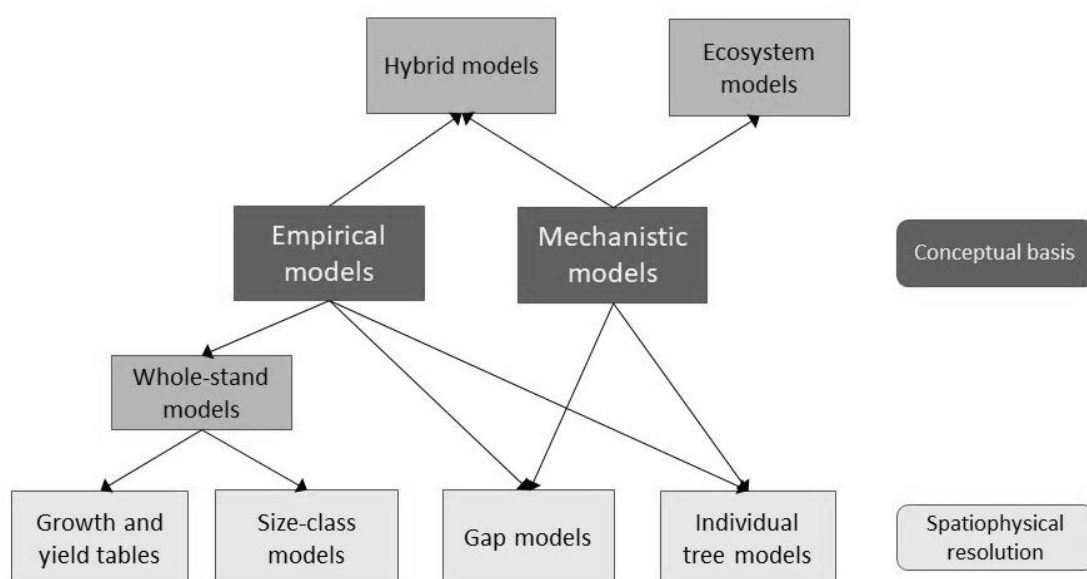 Hybrid models
Ecosystem
models
Empirical
models
Mechanistic
models
Conceptual basis
Whole-stand
models
Growth and
yield tables
Size-class
models
Gap models
Individual
tree models
Spatiophysical
resolution